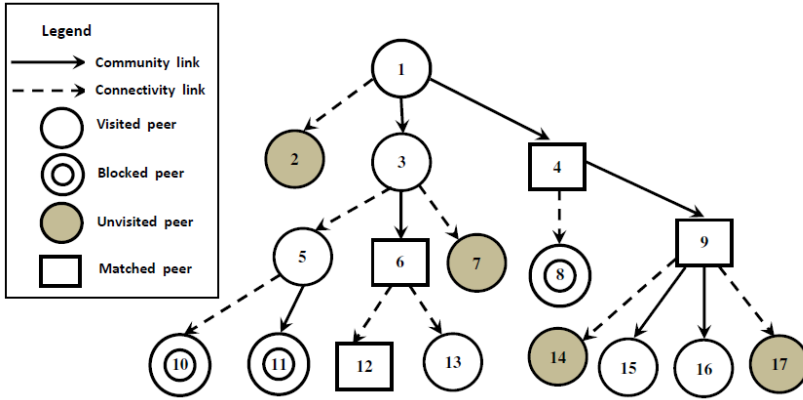 Legend
Community link
Connectivity link
Visited peer
Blocked peer
Unvisited peer
Matched peer
1
2
3
4
5
6
7
8
9
10
11
12
13
14
15
16
17